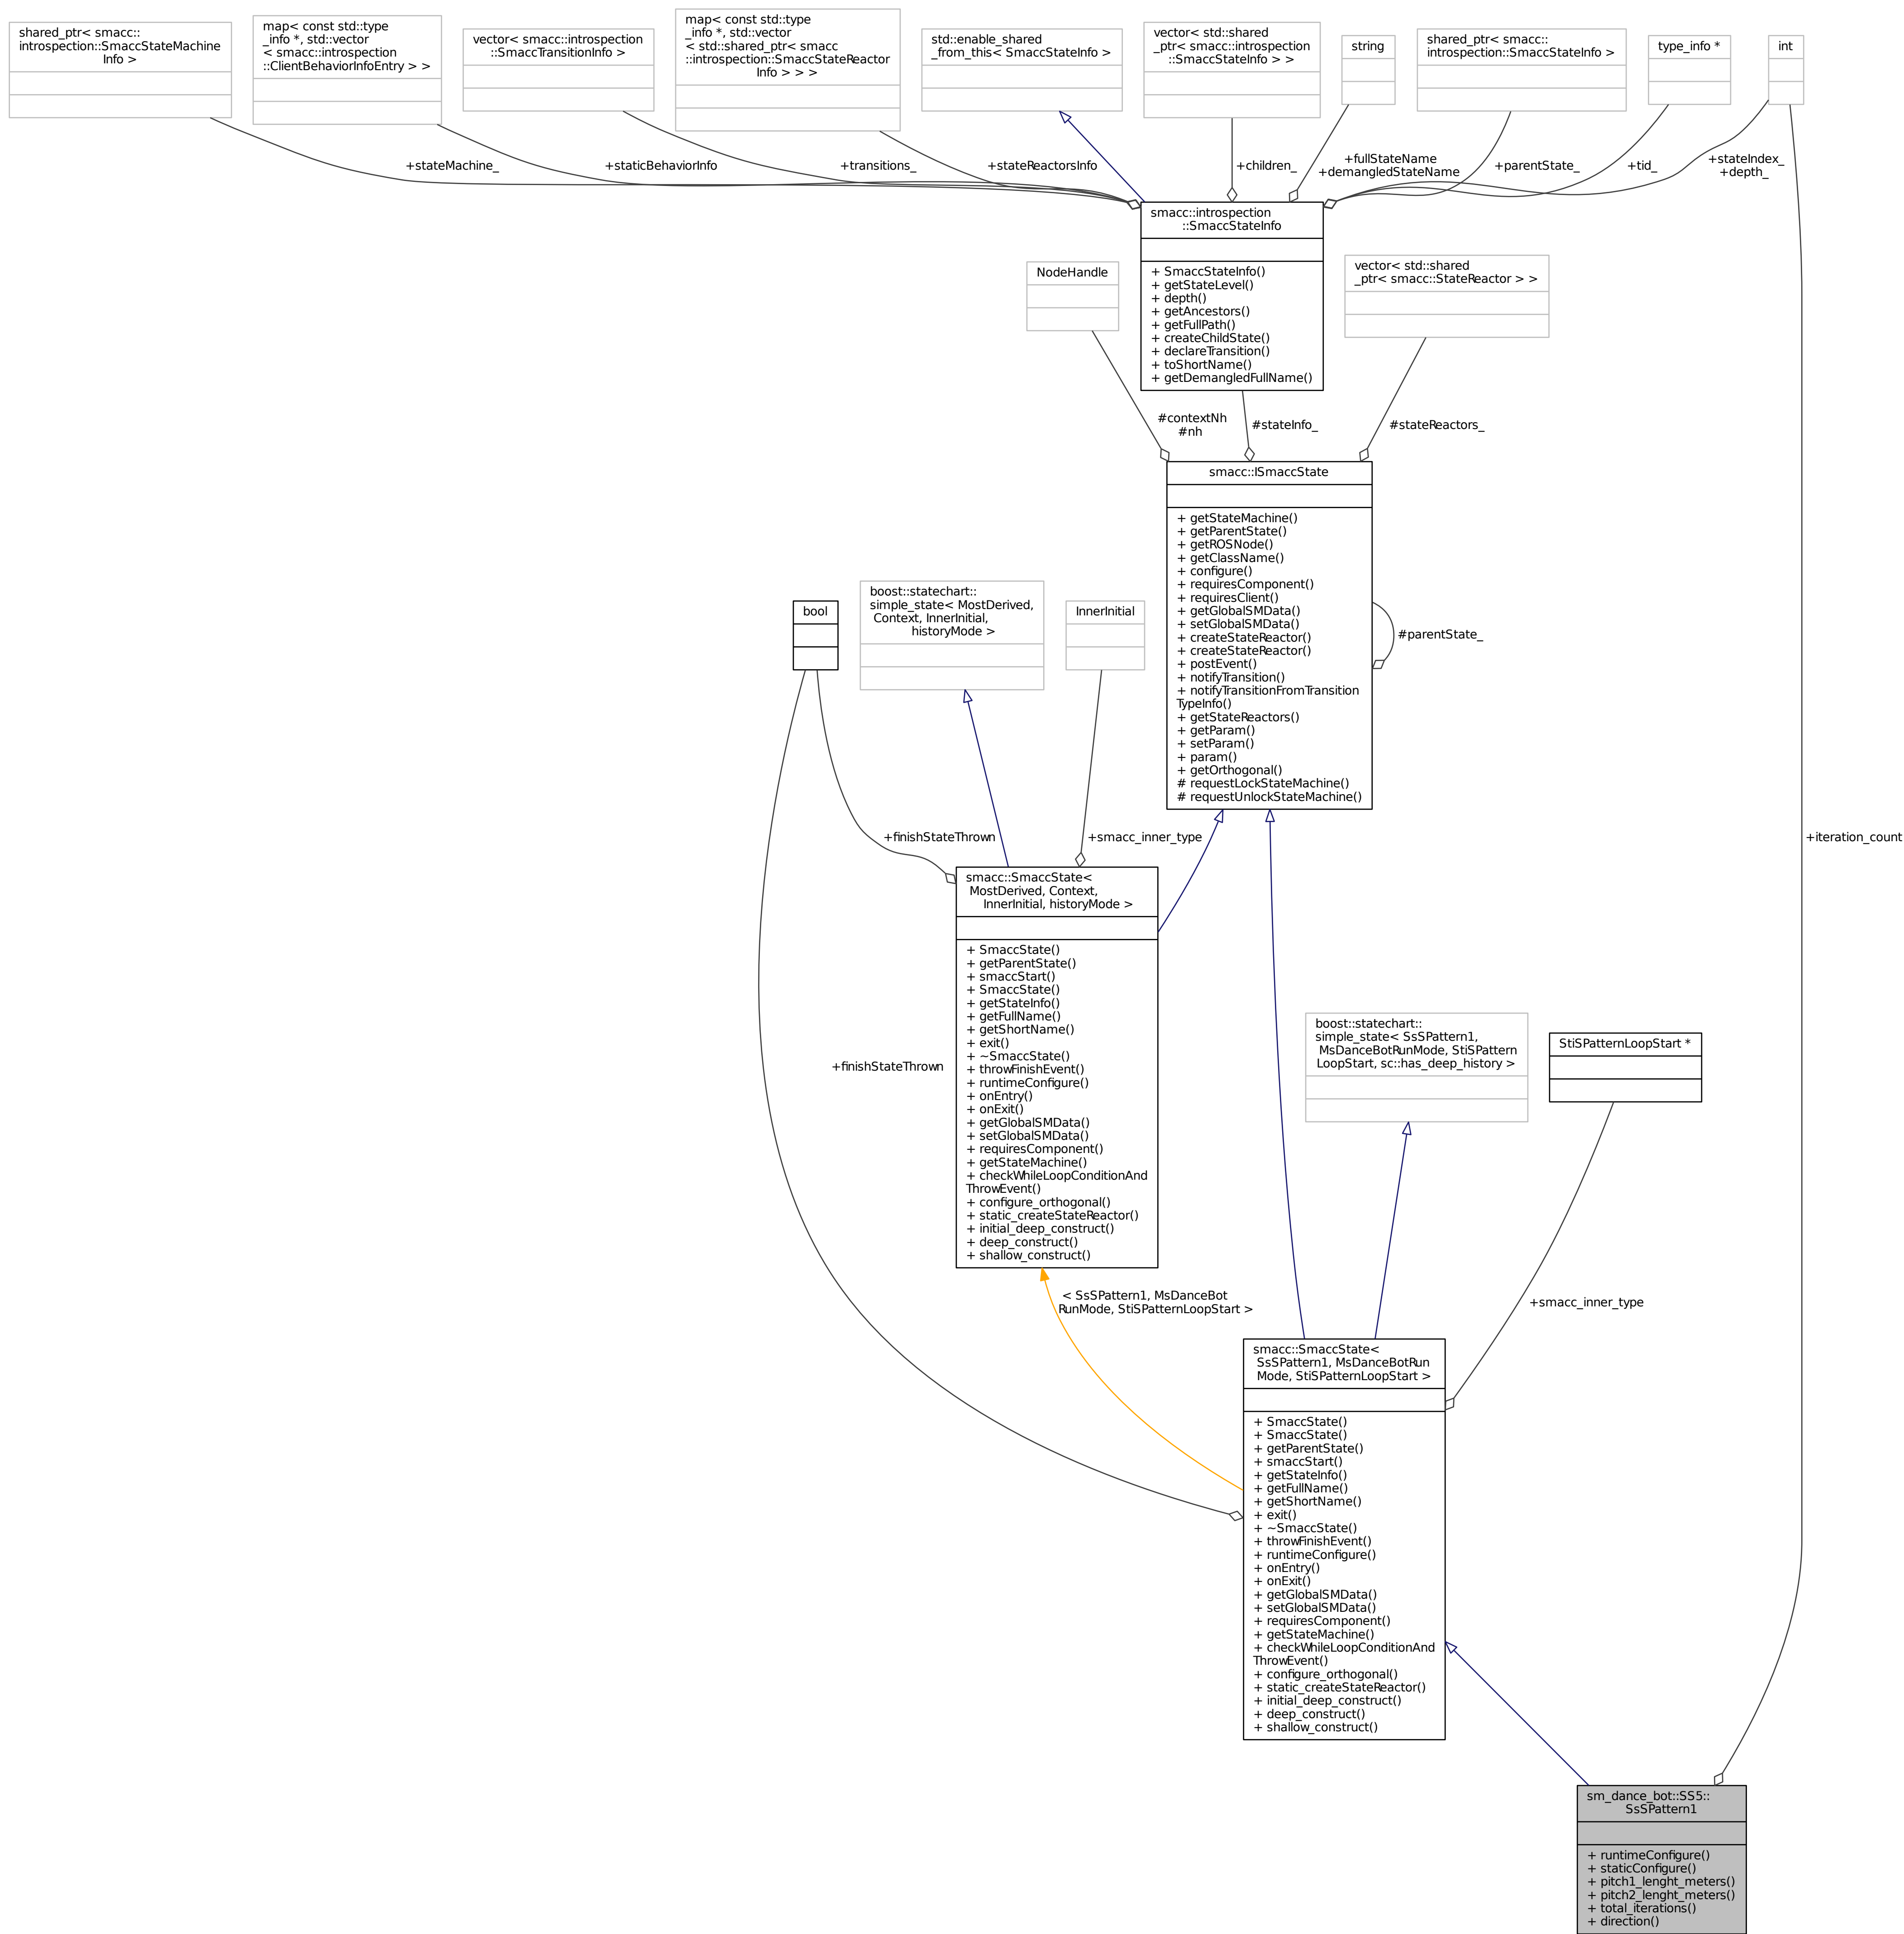 shared_ptr< smacc::
introspection::SmaccStateMachine
Info >
map< const std::type
_info *, std::vector
< smacc::introspection
::ClientBehaviorInfoEntry > >
vector< smacc::introspection
::SmaccTransitionInfo >
map< const std::type
_info *, std::vector
< std::shared_ptr< smacc
::introspection::SmaccStateReactor
Info > > >
std::enable_shared
_from_this< SmaccStateInfo >
vector< std::shared
_ptr< smacc::introspection
::SmaccStateInfo > >
string
shared_ptr< smacc::
introspection::SmaccStateInfo >
type_info *
int
+stateMachine_
+staticBehaviorInfo
+transitions_
+stateReactorsInfo
+children_
+fullStateName
+demangledStateName
+parentState_
+tid_
+stateIndex_
+depth_
smacc::introspection
::SmaccStateInfo
+ SmaccStateInfo()
+ getStateLevel()
+ depth()
+ getAncestors()
+ getFullPath()
+ createChildState()
+ declareTransition()
+ toShortName()
+ getDemangledFullName()
NodeHandle
vector< std::shared
_ptr< smacc::StateReactor > >
#contextNh
#nh
#stateInfo_
#stateReactors_
smacc::ISmaccState
+ getStateMachine()
+ getParentState()
+ getROSNode()
+ getClassName()
+ configure()
+ requiresComponent()
+ requiresClient()
+ getGlobalSMData()
+ setGlobalSMData()
+ createStateReactor()
+ createStateReactor()
+ postEvent()
+ notifyTransition()
+ notifyTransitionFromTransition
TypeInfo()
+ getStateReactors()
+ getParam()
+ setParam()
+ param()
+ getOrthogonal()
# requestLockStateMachine()
# requestUnlockStateMachine()
#parentState_
bool
boost::statechart::
simple_state< MostDerived,
Context, InnerInitial,
historyMode >
InnerInitial
+finishStateThrown
+smacc_inner_type
+iteration_count
smacc::SmaccState<
MostDerived, Context,
InnerInitial, historyMode >
+ SmaccState()
+ getParentState()
+ smaccStart()
+ SmaccState()
+ getStateInfo()
+ getFullName()
+ getShortName()
+ exit()
+ ~SmaccState()
+ throwFinishEvent()
+ runtimeConfigure()
+ onEntry()
+ onExit()
+ getGlobalSMData()
+ setGlobalSMData()
+ requiresComponent()
+ getStateMachine()
+ checkWhileLoopConditionAnd
ThrowEvent()
+ configure_orthogonal()
+ static_createStateReactor()
+ initial_deep_construct()
+ deep_construct()
+ shallow_construct()
+finishStateThrown
boost::statechart::
simple_state< SsSPattern1,
MsDanceBotRunMode, StiSPattern
LoopStart, sc::has_deep_history >
StiSPatternLoopStart *
< SsSPattern1, MsDanceBot
RunMode, StiSPatternLoopStart >
+smacc_inner_type
smacc::SmaccState<
SsSPattern1, MsDanceBotRun
Mode, StiSPatternLoopStart >
+ SmaccState()
+ SmaccState()
+ getParentState()
+ smaccStart()
+ getStateInfo()
+ getFullName()
+ getShortName()
+ exit()
+ ~SmaccState()
+ throwFinishEvent()
+ runtimeConfigure()
+ onEntry()
+ onExit()
+ getGlobalSMData()
+ setGlobalSMData()
+ requiresComponent()
+ getStateMachine()
+ checkWhileLoopConditionAnd
ThrowEvent()
+ configure_orthogonal()
+ static_createStateReactor()
+ initial_deep_construct()
+ deep_construct()
+ shallow_construct()
sm_dance_bot::SS5::
SsSPattern1
+ runtimeConfigure()
+ staticConfigure()
+ pitch1_lenght_meters()
+ pitch2_lenght_meters()
+ total_iterations()
+ direction()